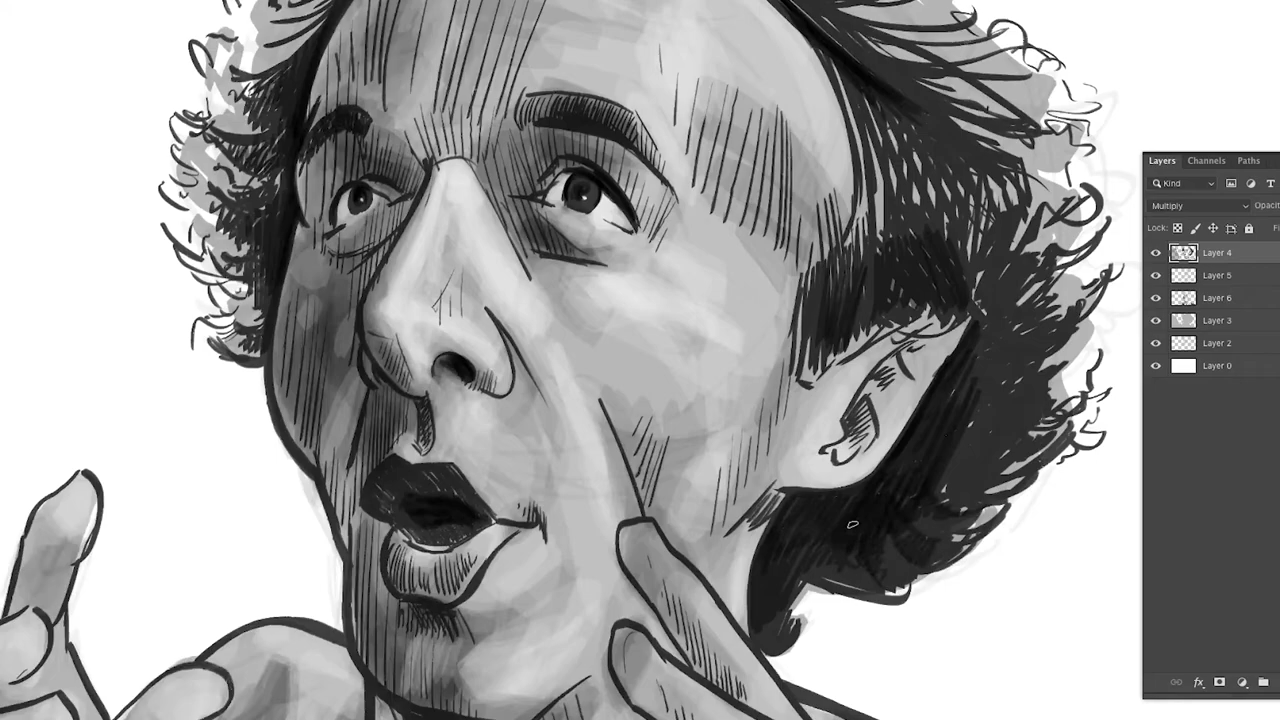 Layers Channels Paths
Kind T
Multiply Opacit
Lock:
Layer 4
Layer 5
Layer 6
Layer 3
Layer 2
Layer 0
fx